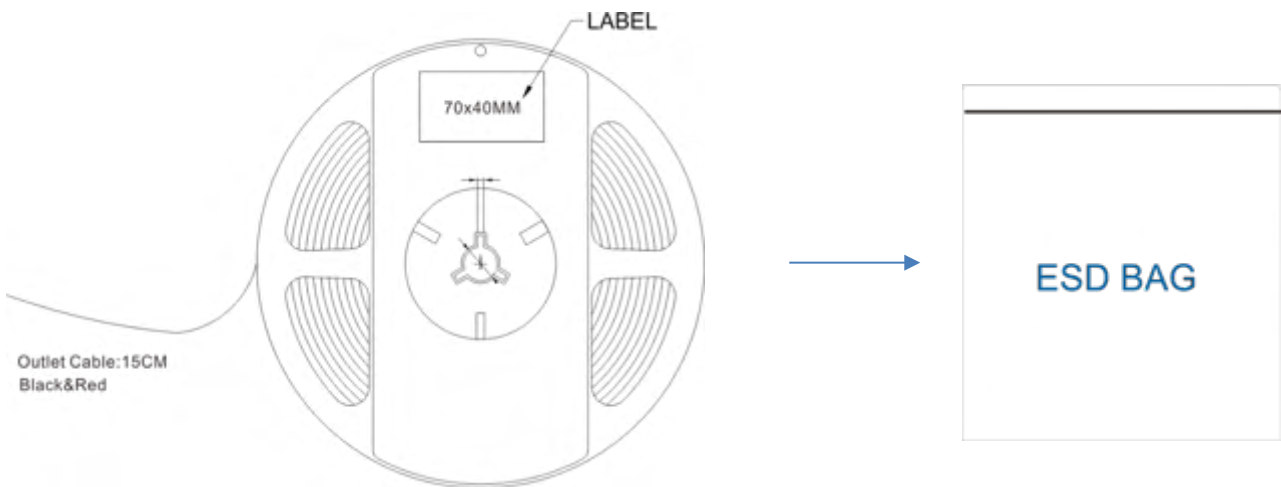 LABEL
70x40MM
ESD BAG
Outlet Cable:15CM
Black&Red